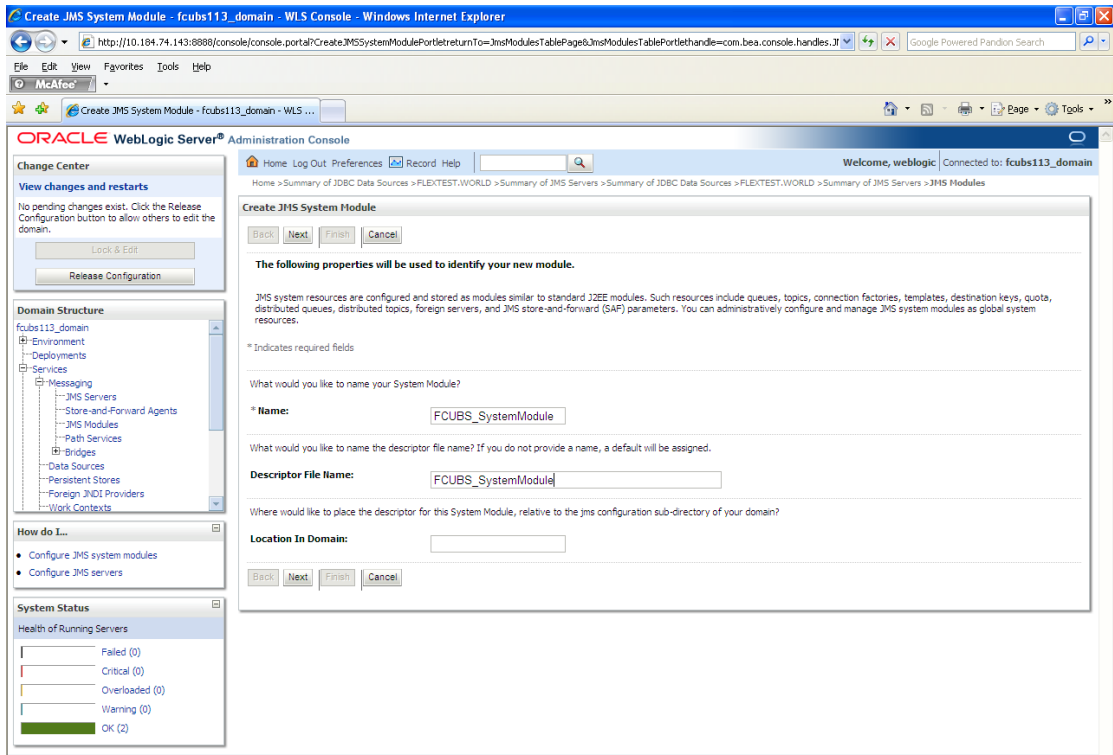 Create JMS System Module - fcubs113_domain - WLS Console - Windows Internet Explorer
http://10.184.74.143:8888/console/console.portal?CreateJMSSystemModulePortletreturnTo=JmsModulesTablePage&JmsModulesTablePortlethandle=com.bea.console.handles.JM
Google Powered Pandion Search
File Edit View Favorites Tools Help
McAfee
Create JMS System Module - fcubs113_domain - WLS ...
Page Tools »
ORACLE WebLogic Server® Administration Console
Change Center
View changes and restarts
No pending changes exist. Click the Release
Configuration button to allow others to edit the
domain.
Lock & Edit
Release Configuration
Domain Structure
fcubs113_domain
Environment
Deployments
Services
Messaging
JMS Servers
Store-and-Forward Agents
JMS Modules
Path Services
Bridges
Data Sources
Persistent Stores
Foreign JNDI Providers
Work Contexts
How do I...
Configure JMS system modules
Configure JMS servers
System Status
Health of Running Servers
Failed (0)
Critical (0)
Overloaded (0)
Warning (0)
OK (2)
Home Log Out Preferences Record Help
Welcome, weblogic Connected to: fcubs113_domain
Home >Summary of JDBC Data Sources >FLEXTEST.WORLD >Summary of JMS Servers >Summary of JDBC Data Sources >FLEXTEST.WORLD >Summary of JMS Servers >JMS Modules
Create JMS System Module
Back Next Finish Cancel
The following properties will be used to identify your new module.
JMS system resources are configured and stored as modules similar to standard J2EE modules. Such resources include queues, topics, connection factories, templates, destination keys, quota,
distributed queues, distributed topics, foreign servers, and JMS store-and-forward (SAF) parameters. You can administratively configure and manage JMS system modules as global system
resources.
* Indicates required fields
What would you like to name your System Module?
* Name: FCUBS_SystemModule
What would you like to name the descriptor file name? If you do not provide a name, a default will be assigned.
Descriptor File Name: FCUBS_SystemModule
Where would like to place the descriptor for this System Module, relative to the jms configuration sub-directory of your domain?
Location In Domain:
Back Next Finish Cancel